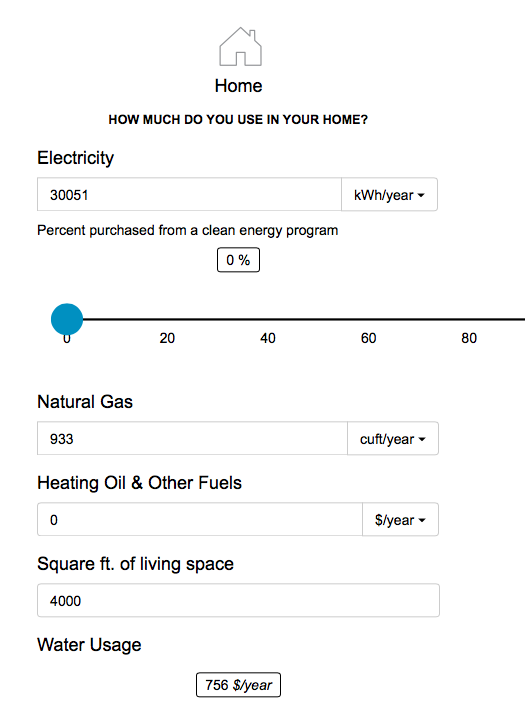 Home
HOW MUCH DO YOU USE IN YOUR HOME?
Electricity
30051 kWh/year
Percent purchased from a clean energy program
0 %
0 20 40 60 80
Natural Gas
933 cuft/year
Heating Oil & Other Fuels
0 $/year
Square ft. of living space
4000
Water Usage
756 $/year